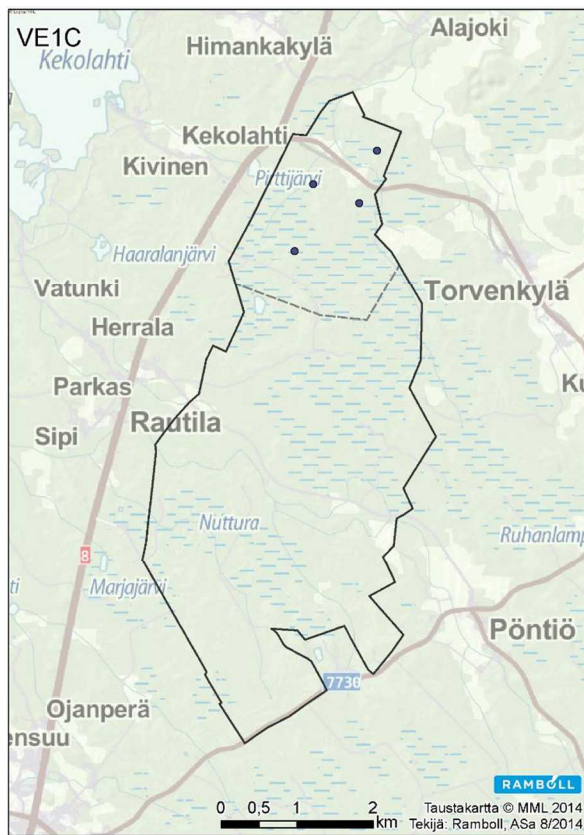 VE1C
Himankakylä
Alajoki
Kekolahti
Kekolahti
Kivinen
Pirttijärvi
Haaralanjärvi
Vatunki
Torvenkylä
Herrala
Parkas
Rautila
Ku
Sipi
Nuttura
Ruhanlamp
8
Marjajärvi
Pöntiö
7730
Ojanperä
ensuu
RAMBOLL
0 0,5 1 2
km
Taustakartta © MML 2014
Tekijä: Ramboll, ASa 8/2014